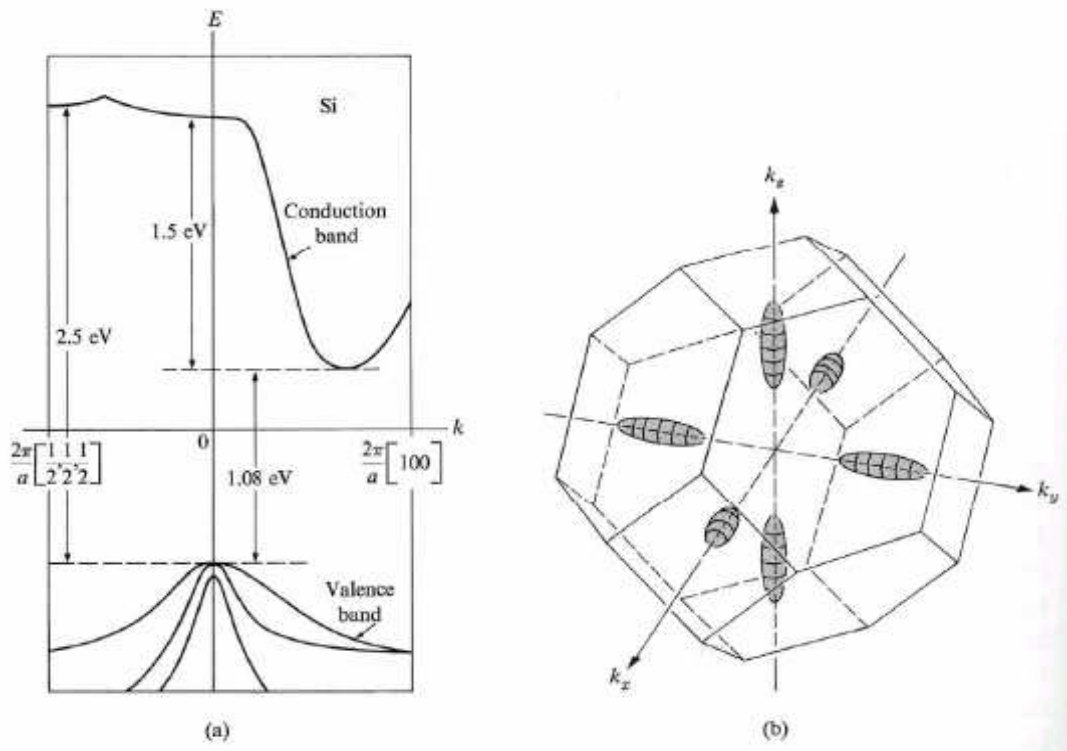 E
Si
Conduction
band
1.5 eV
2.5 eV
0
k
2π/a [1/2, 1/2, 1/2]
2π/a [100]
1.08 eV
Valence
band
(a)
k_z
k_y
k_x
(b)